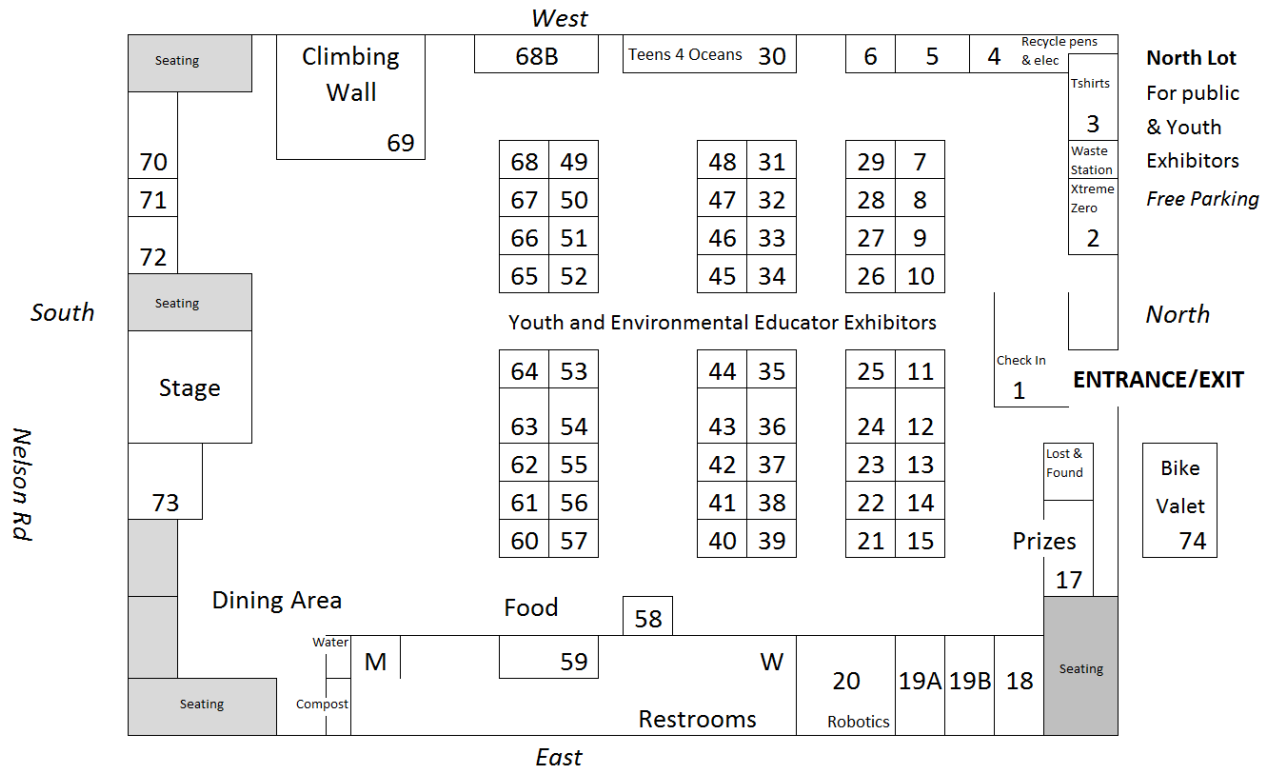 West
Seating
Climbing
Wall
69
68B
Teens 4 Oceans 30
6
5
4
Recycle pens
& elec
Tshirts
3
North Lot
For public
& Youth
Exhibitors
Free Parking
Waste
Station
Xtreme
Zero
2
70
71
72
68 49 48 31 29 7
67 50 47 32 28 8
66 51 46 33 27 9
65 52 45 34 26 10
South
Seating
Youth and Environmental Educator Exhibitors
North
Stage
Check In
1
ENTRANCE/EXIT
64 53 44 35 25 11
63 54 43 36 24 12
62 55 42 37 23 13
61 56 41 38 22 14
60 57 40 39 21 15
Nelson Rd
73
Lost &
Found
Prizes
17
Bike
Valet
74
Dining Area
Food
58
Water
M
59
W
Compost
Seating
Restrooms
20
Robotics
19A
19B
18
Seating
East